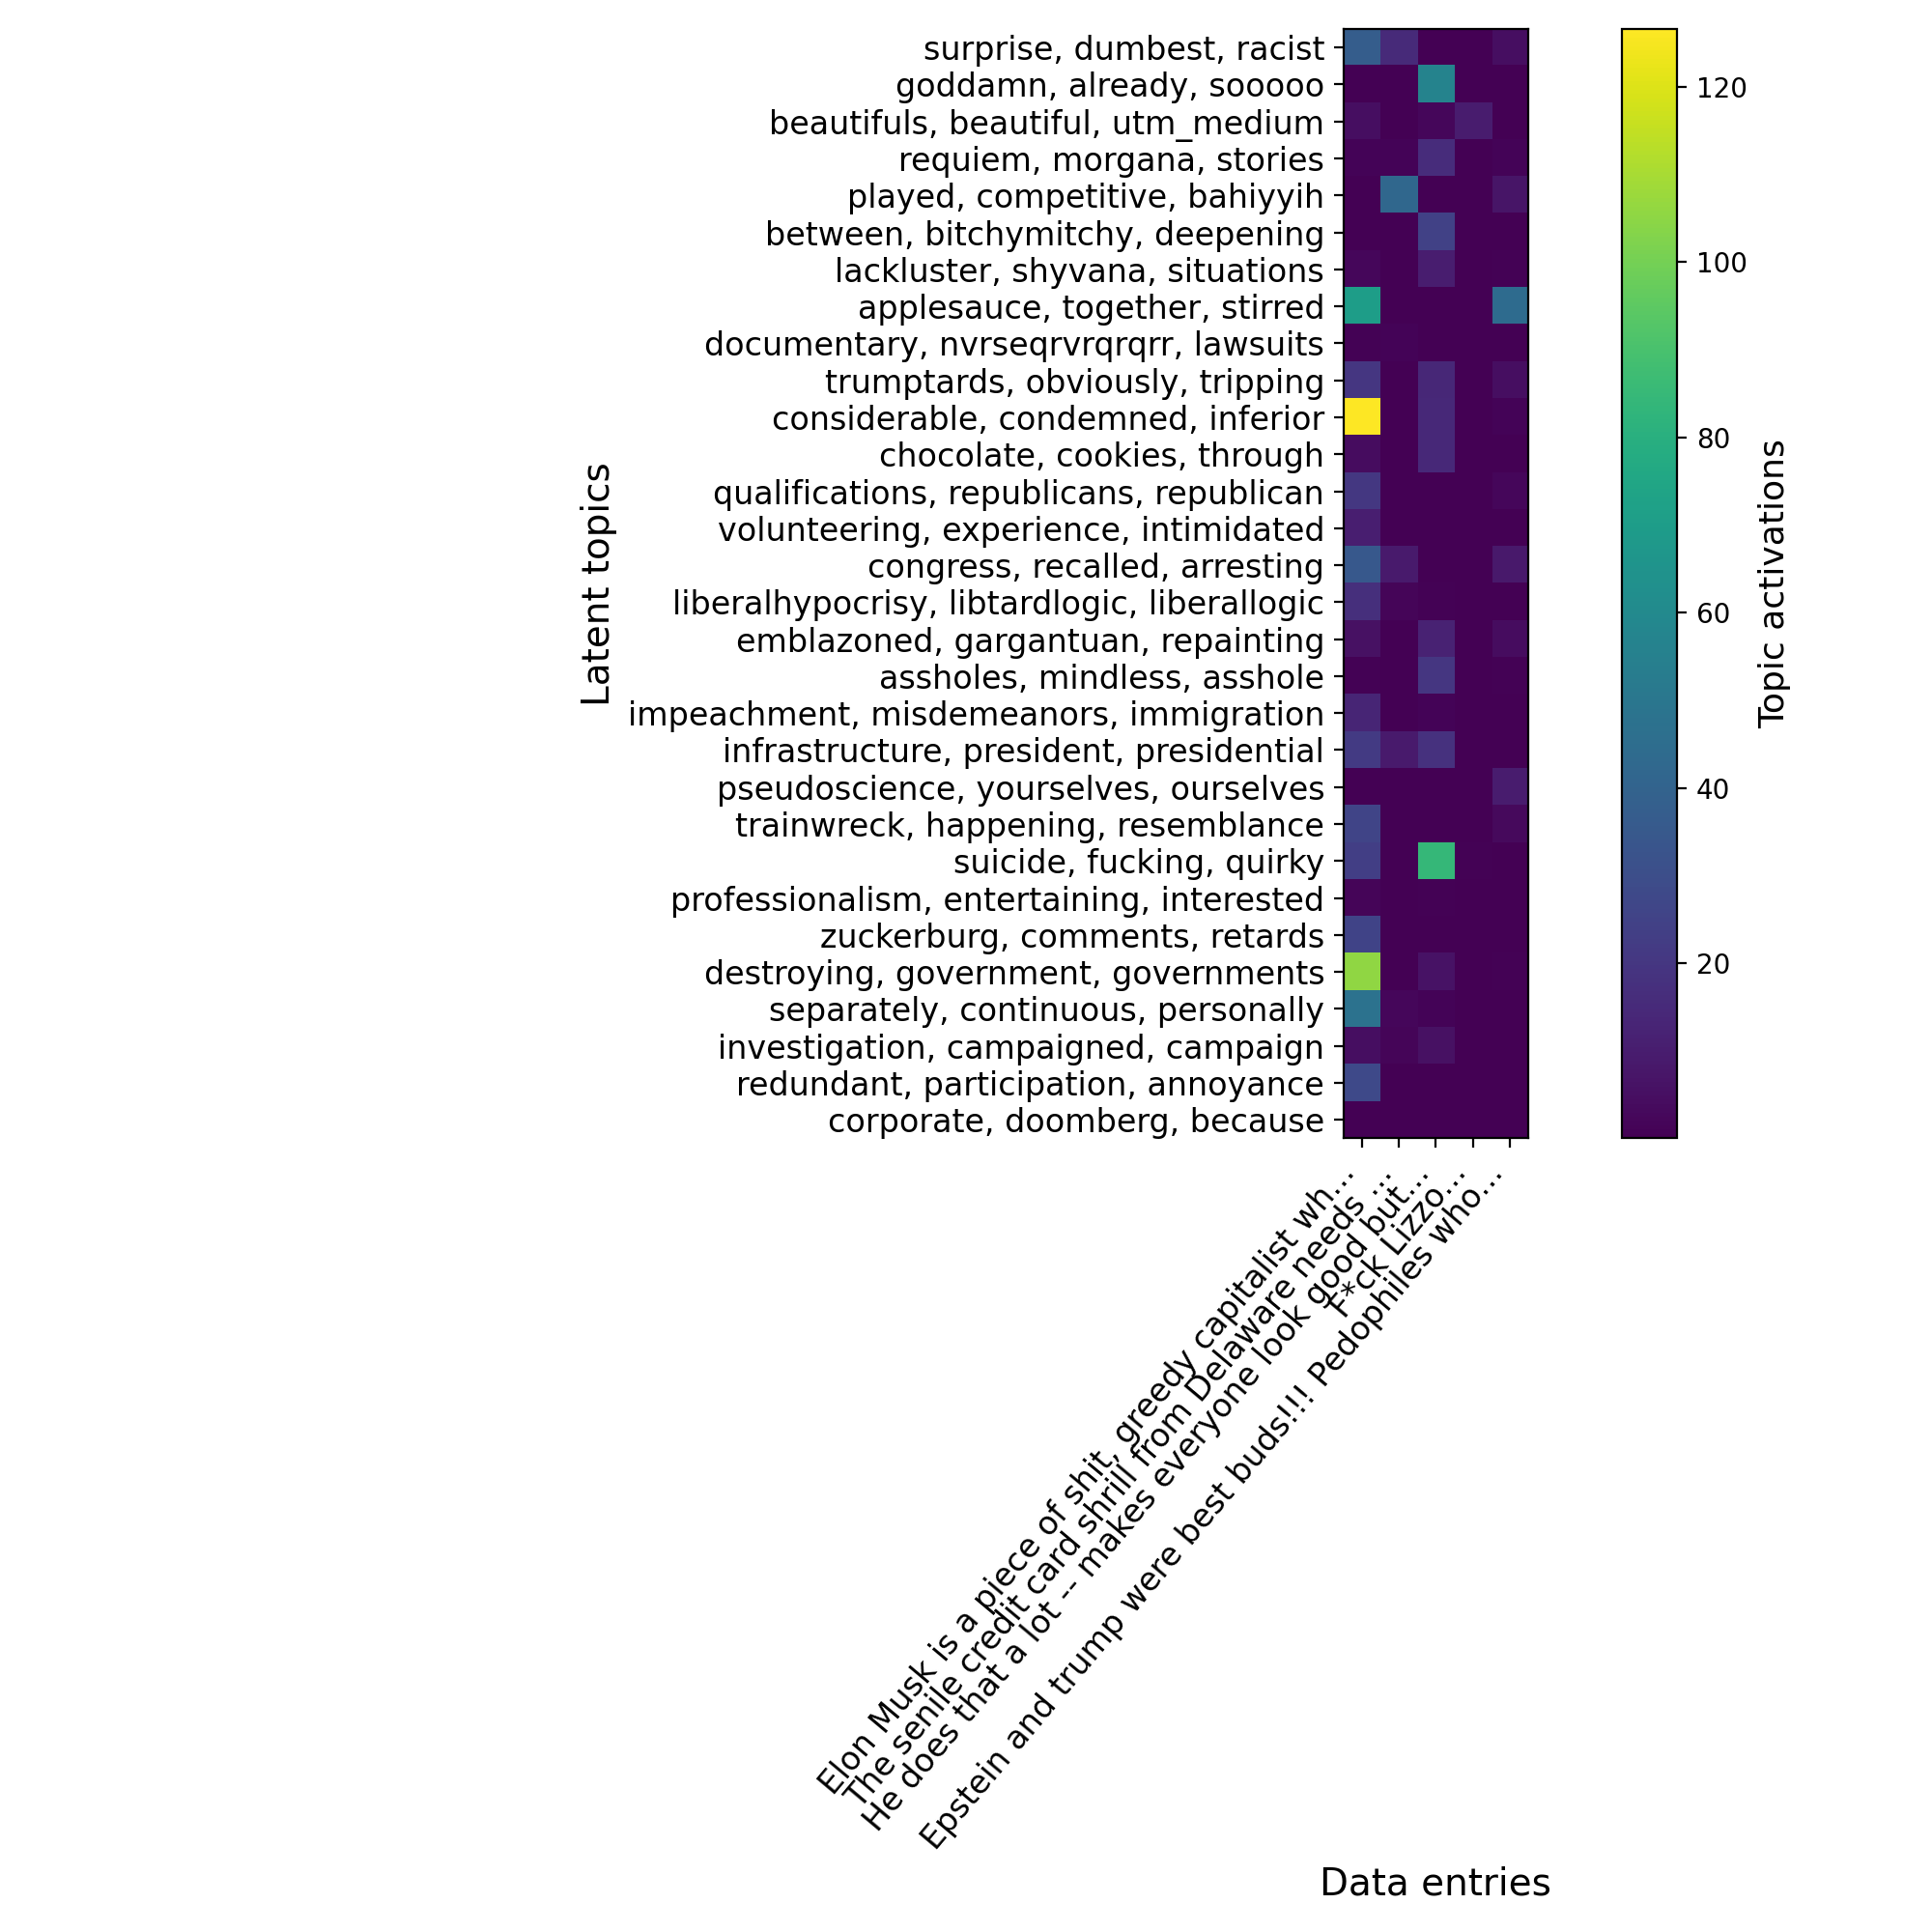 surprise, dumbest, racist
goddamn, already, sooooo
beautifuls, beautiful, utm_medium
requiem, morgana, stories
played, competitive, bahiyyih
between, bitchymitchy, deepening
lackluster, shyvana, situations
applesauce, together, stirred
documentary, nvrseqrvrqrqrr, lawsuits
trumptards, obviously, tripping
considerable, condemned, inferior
chocolate, cookies, through
qualifications, republicans, republican
volunteering, experience, intimidated
congress, recalled, arresting
liberalhypocrisy, libtardlogic, liberallogic
emblazoned, gargantuan, repainting
assholes, mindless, asshole
impeachment, misdemeanors, immigration
infrastructure, president, presidential
pseudoscience, yourselves, ourselves
trainwreck, happening, resemblance
suicide, fucking, quirky
professionalism, entertaining, interested
zuckerburg, comments, retards
destroying, government, governments
separately, continuous, personally
investigation, campaigned, campaign
redundant, participation, annoyance
corporate, doomberg, because
Latent topics
Elon Musk is a piece of shit, greedy capitalist wh...
The senile credit card shrill from Delaware needs ...
He does that a lot -- makes everyone look good but...
F*ck Lizzo...
Epstein and trump were best buds!!! Pedophiles who...
Data entries
120
100
80
60
40
20
Topic activations